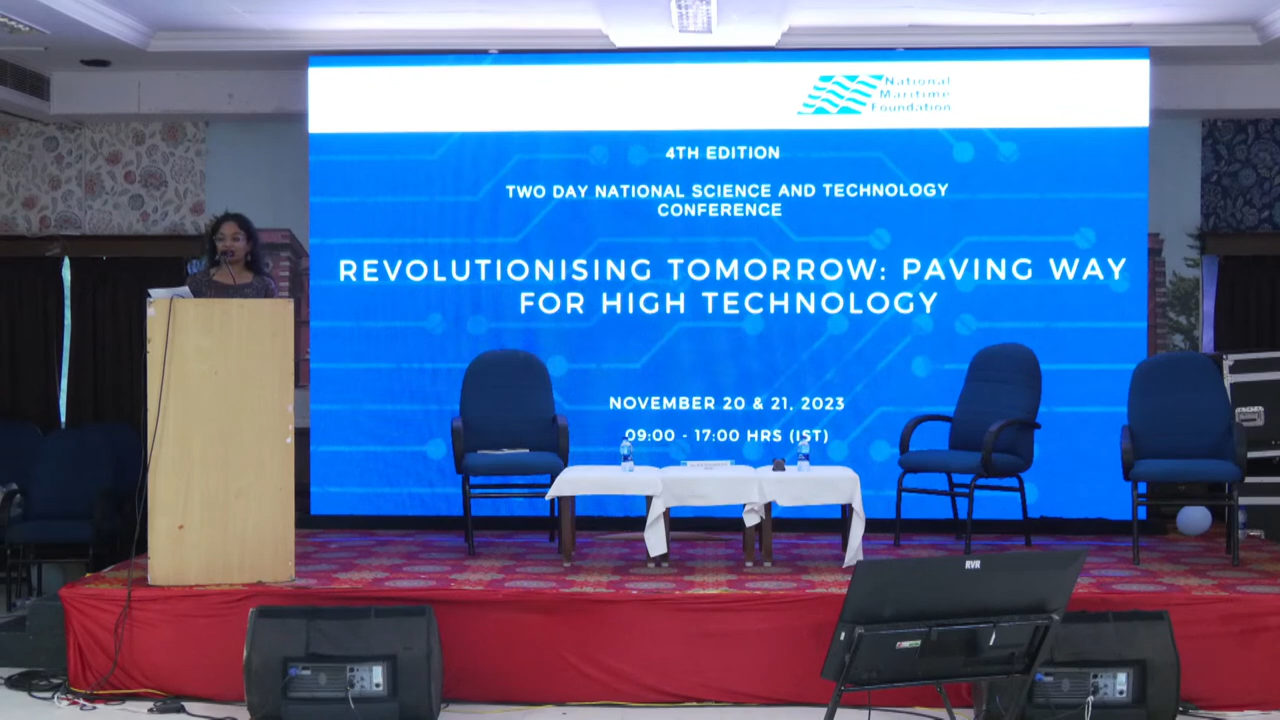 National
Maritime
Foundation
4TH EDITION
TWO DAY NATIONAL SCIENCE AND TECHNOLOGY
CONFERENCE
REVOLUTIONISING TOMORROW: PAVING WAY
FOR HIGH TECHNOLOGY
NOVEMBER 20 & 21, 2023
09:00 - 17:00 HRS (IST)
RVR